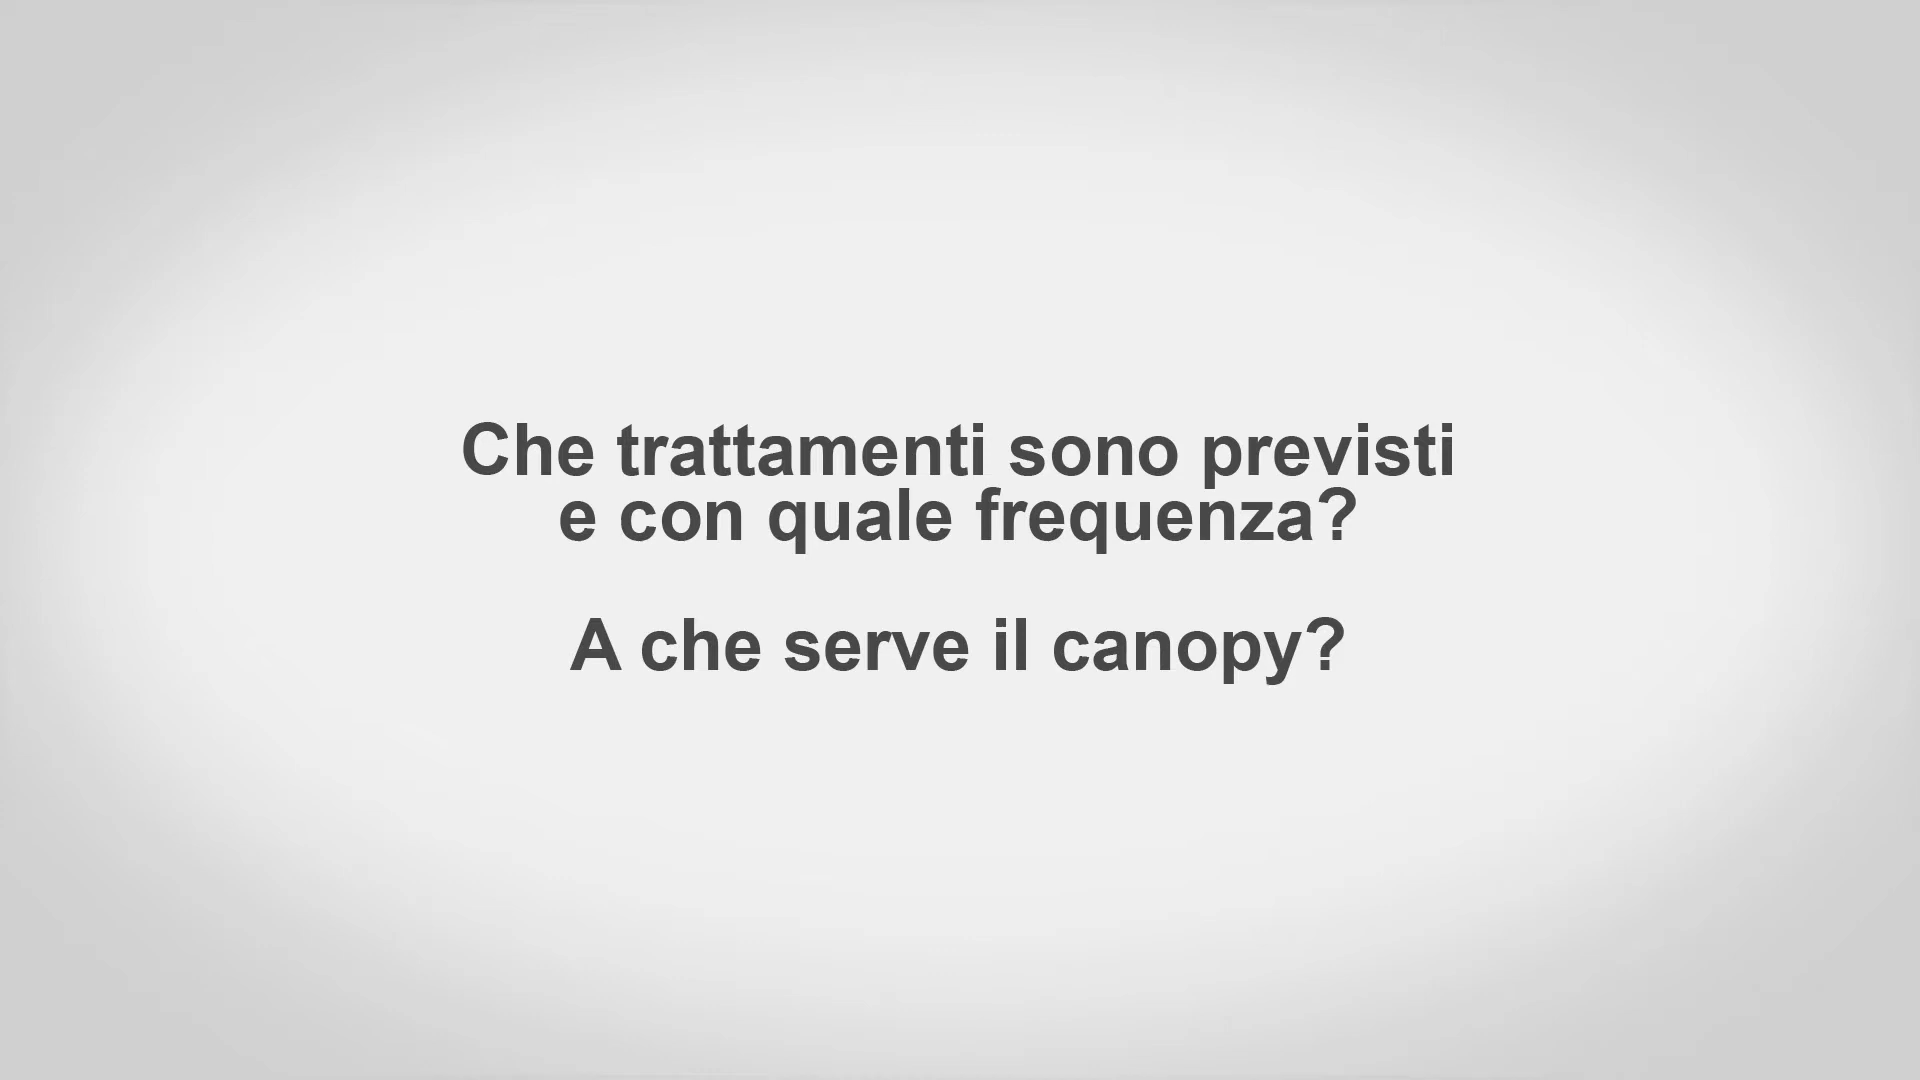 Che trattamenti sono previsti
e con quale frequenza?
A che serve il canopy?